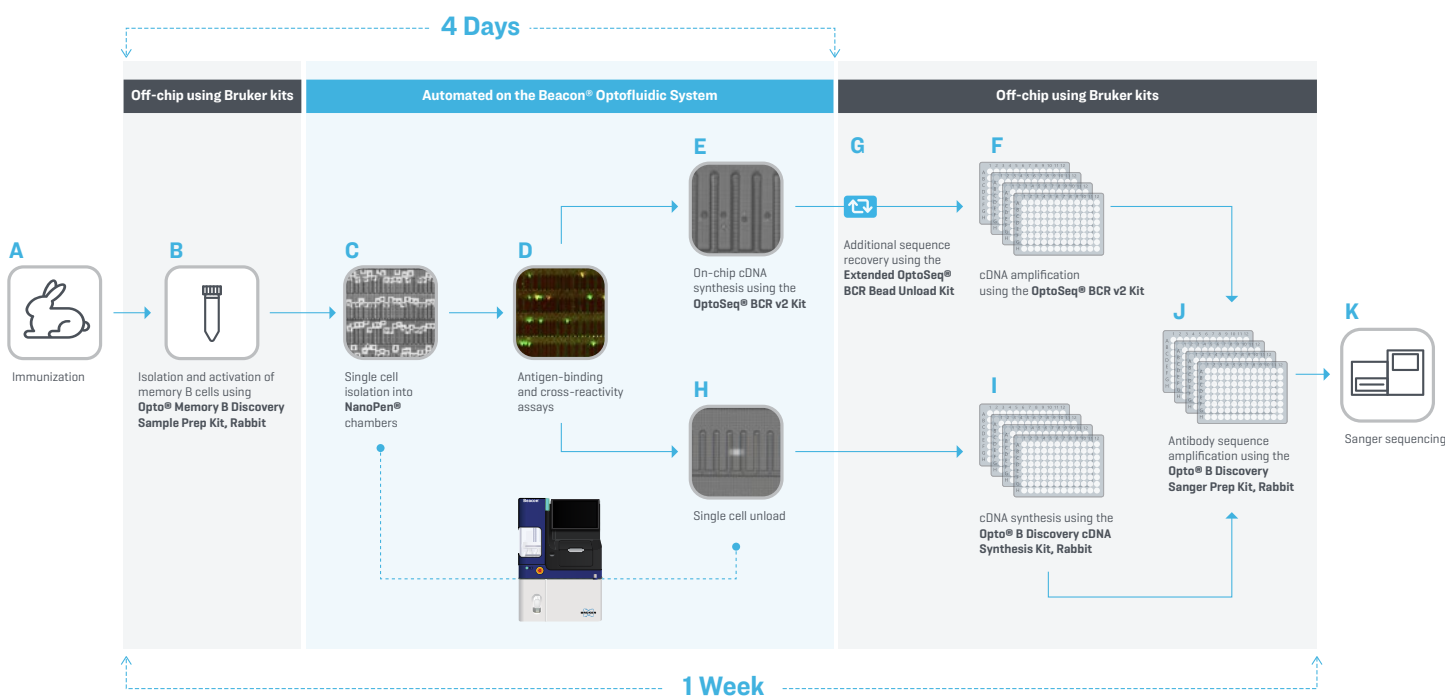 4 Days
Off-chip using Bruker kits
Automated on the Beacon® Optofluidic System
Off-chip using Bruker kits
A
Immunization
B
Isolation and activation of
memory B cells using
Opto® Memory B Discovery
Sample Prep Kit, Rabbit
C
Single cell
isolation into
NanoPen®
chambers
D
Antigen-binding
and cross-reactivity
assays
E
On-chip cDNA
synthesis using the
OptoSeq® BCR v2 Kit
G
Additional sequence
recovery using the
Extended OptoSeq®
BCR Bead Unload Kit
F
cDNA amplification
using the OptoSeq® BCR v2 Kit
H
Single cell unload
I
cDNA synthesis using the
Opto® B Discovery cDNA
Synthesis Kit, Rabbit
J
Antibody sequence
amplification using the
Opto® B Discovery
Sanger Prep Kit, Rabbit
K
Sanger sequencing
Beacon
BRUKER
1 Week